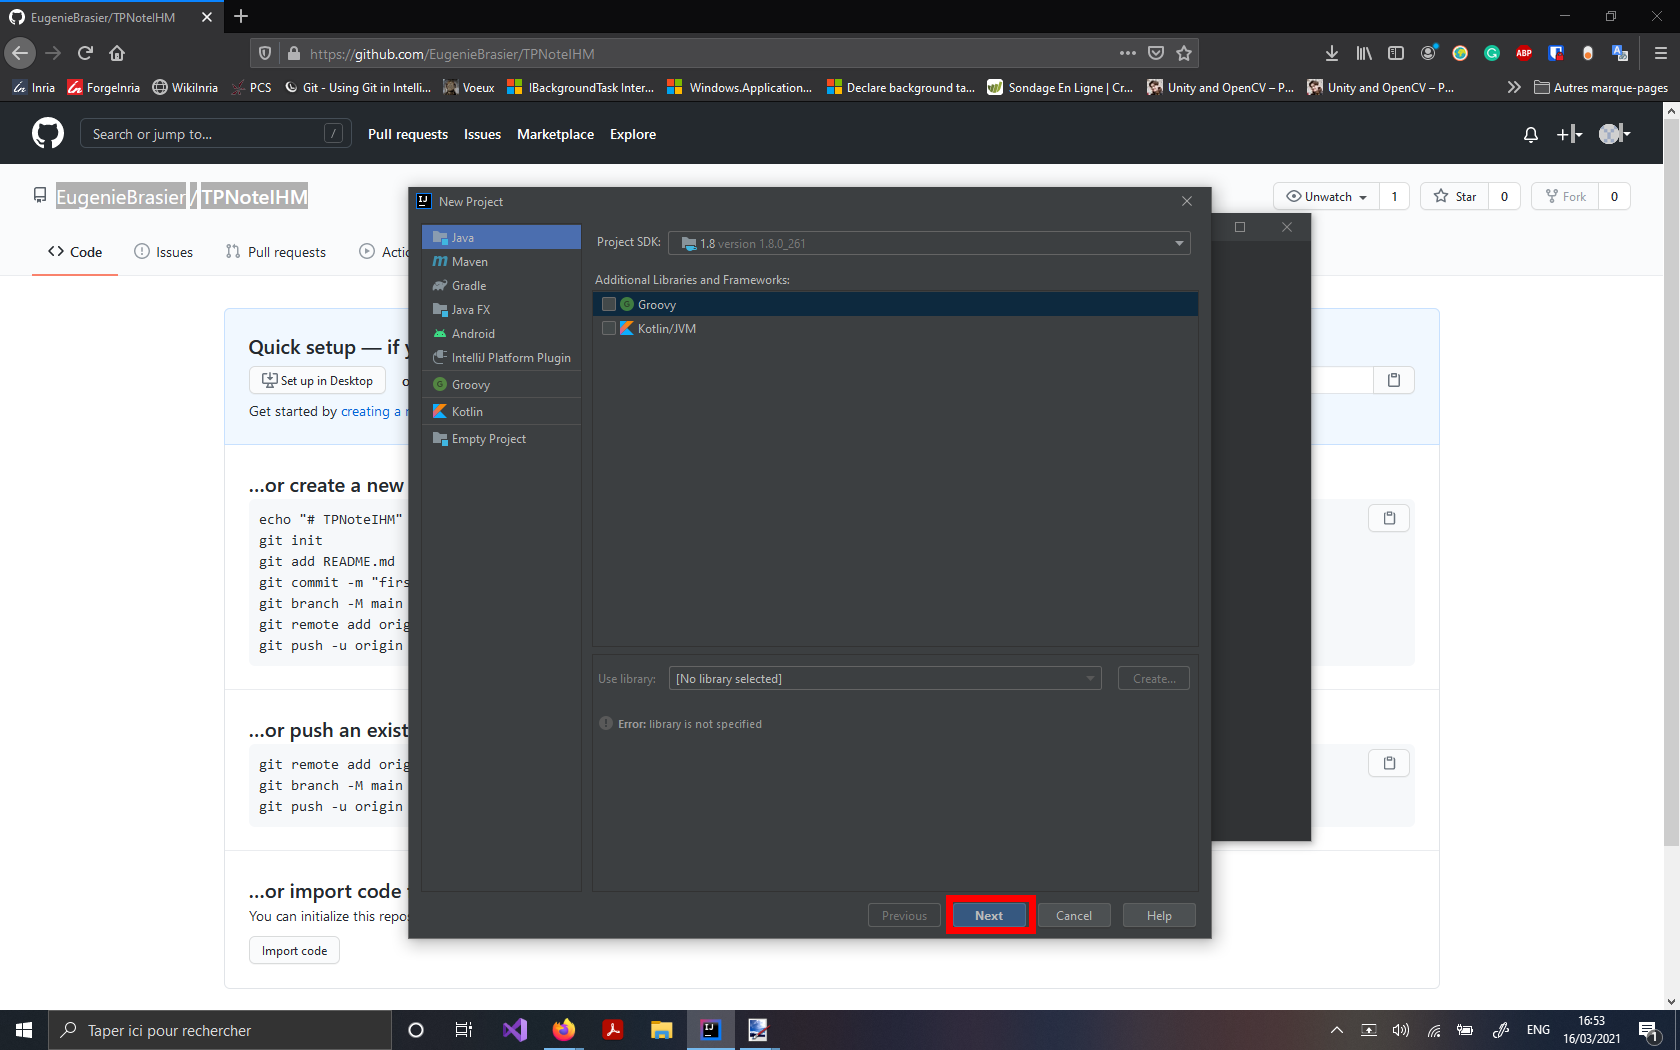 EugenieBrasier/TPNoteIHM
https://github.com/EugenieBrasier/TPNoteIHM
Inria
ForgeInria
WikiInria
PCS
Git - Using Git in Intelli...
Voeux
IBackgroundTask Inter...
Windows.Application...
Declare background ta...
Sondage En Ligne | Cr...
Unity and OpenCV – P...
Unity and OpenCV – P...
Autres marque-pages
Search or jump to...
/
Pull requests
Issues
Marketplace
Explore
EugenieBrasier / TPNoteIHM
Unwatch
1
Star
0
Fork
0
Code
Issues
Pull requests
Quick setup — if
Set up in Desktop
Get started by creating a
...or create a new
echo "# TPNoteIHM"
git init
git add README.md
git commit -m "firs
git branch -M main
git remote add orig
git push -u origin
...or push an exist
git remote add orig
git branch -M main
git push -u origin
...or import code
You can initialize this repo
Import code
New Project
Java
Maven
Gradle
Java FX
Android
IntelliJ Platform Plugin
Groovy
Kotlin
Empty Project
Project SDK:
1.8 version 1.8.0_261
Additional Libraries and Frameworks:
Groovy
Kotlin/JVM
Use library:
[No library selected]
Create...
Error: library is not specified
Previous
Next
Cancel
Help
Taper ici pour rechercher
ENG
16:53
16/03/2021
1